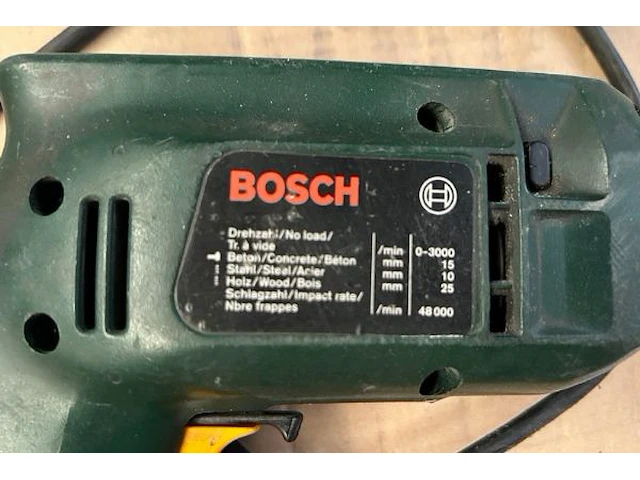 BOSCH
Drehzahl/No load/
Tr. à vide /min 0-3000
Beton/Concrete/Béton mm 15
Stahl/Steel/Acier mm 10
Holz/Wood/Bois mm 25
Schlagzahl/Impact rate/
Nbre frappes /min 48 000